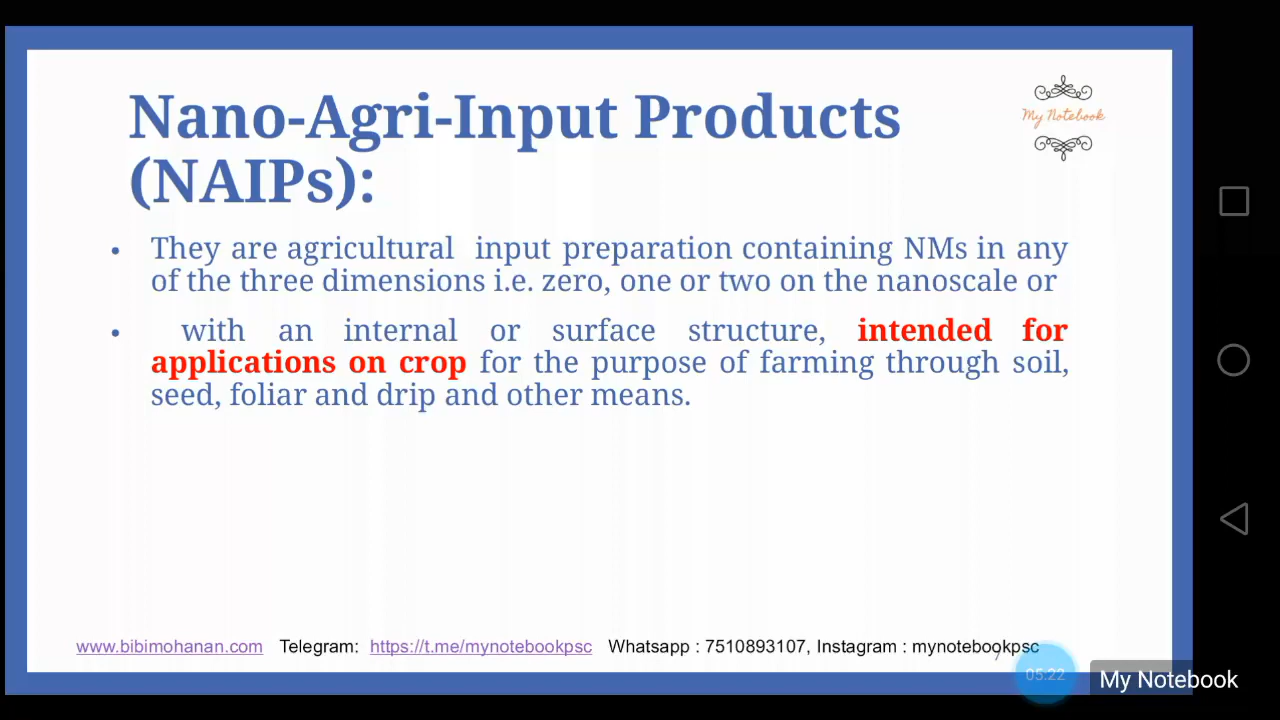 Nano-Agri-Input Products
(NAIPs):
My Notebook
• They are agricultural input preparation containing NMs in any
of the three dimensions i.e. zero, one or two on the nanoscale or
• with an internal or surface structure, intended for
applications on crop for the purpose of farming through soil,
seed, foliar and drip and other means.
www.bibimohanan.com Telegram: https://t.me/mynotebookpsc Whatsapp : 7510893107, Instagram : mynotebookpsc
7
05:22
My Notebook